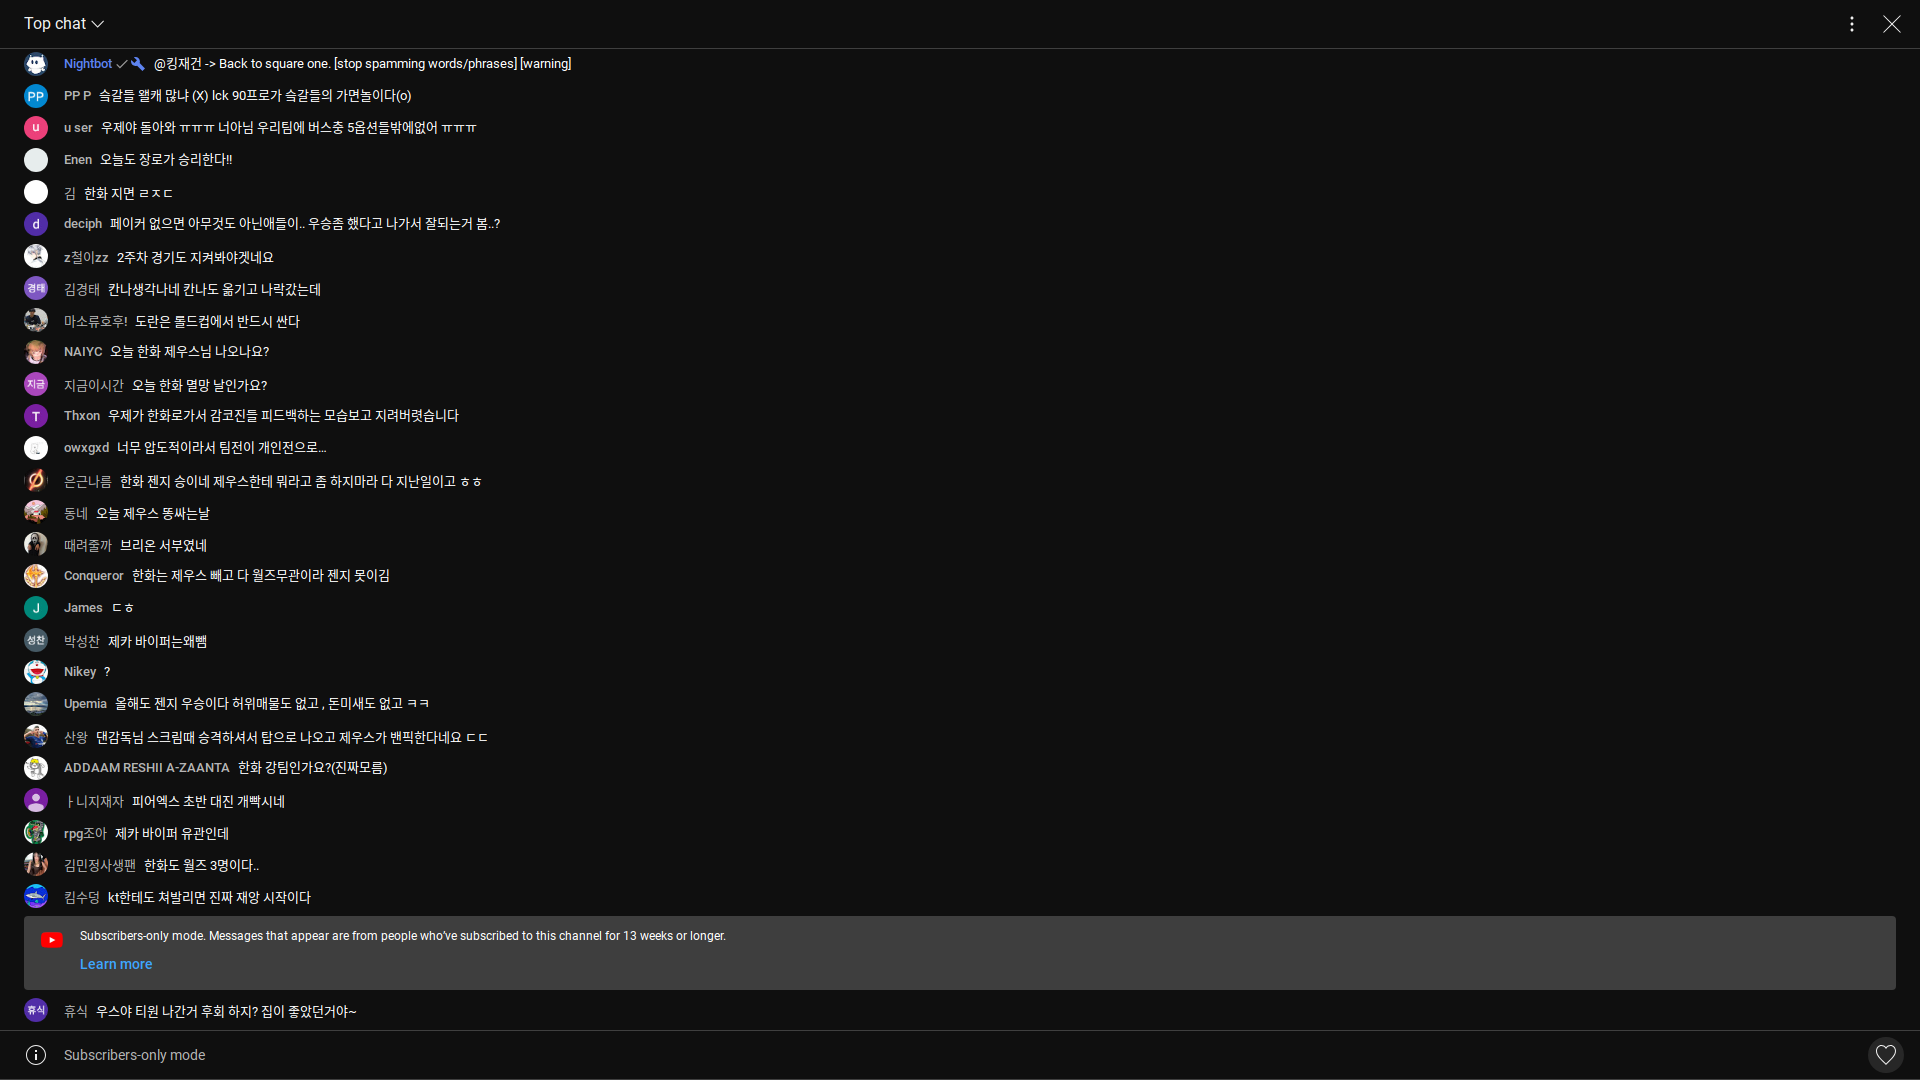 Top chat
Nightbot @킹재건 -> Back to square one. [stop spamming words/phrases] [warning]
PP PP P 슼갈들 왤캐 많냐 (X) lck 90프로가 슼갈들의 가면놀이다(o)
u u ser 우제야 돌아와 ㅠㅠㅠ 너아님 우리팀에 버스충 5옵션들밖에없어 ㅠㅠㅠ
Enen 오늘도 장로가 승리한다!!
김 한화 지면 ㄹㅈㄷ
d deciph 페이커 없으면 아무것도 아닌애들이.. 우승좀 했다고 나가서 잘되는거 봄..?
z철이zz 2주차 경기도 지켜봐야겟네요
경태 김경태 칸나생각나네 칸나도 옮기고 나락갔는데
마소류호후! 도란은 롤드컵에서 반드시 싼다
NAIYC 오늘 한화 제우스님 나오나요?
지금 지금이시간 오늘 한화 멸망 날인가요?
T Thxon 우제가 한화로가서 감코진들 피드백하는 모습보고 지려버렷습니다
owxgxd 너무 압도적이라서 팀전이 개인전으로...
은근나름 한화 젠지 승이네 제우스한테 뭐라고 좀 하지마라 다 지난일이고 ㅎㅎ
동네 오늘 제우스 똥싸는날
때려줄까 브리온 서부였네
Conqueror 한화는 제우스 빼고 다 월즈무관이라 젠지 못이김
J James ㄷㅎ
성찬 박성찬 제카 바이퍼는왜뺌
Nikey ?
Upemia 올해도 젠지 우승이다 허위매물도 없고 , 돈미새도 없고 ㅋㅋ
산왕 댄감독님 스크림때 승격하셔서 탑으로 나오고 제우스가 밴픽한다네요 ㄷㄷ
ADDAAM RESHII A-ZAANTA 한화 강팀인가요?(진짜모름)
ㅏ니지재자 피어엑스 초반 대진 개빡시네
rpg조아 제카 바이퍼 유관인데
김민정사생팬 한화도 월즈 3명이다..
킴수덩 kt한테도 쳐발리면 진짜 재앙 시작이다
Subscribers-only mode. Messages that appear are from people who've subscribed to this channel for 13 weeks or longer.
Learn more
휴식 휴식 우스야 티원 나간거 후회 하지? 집이 좋았던거야~
Subscribers-only mode